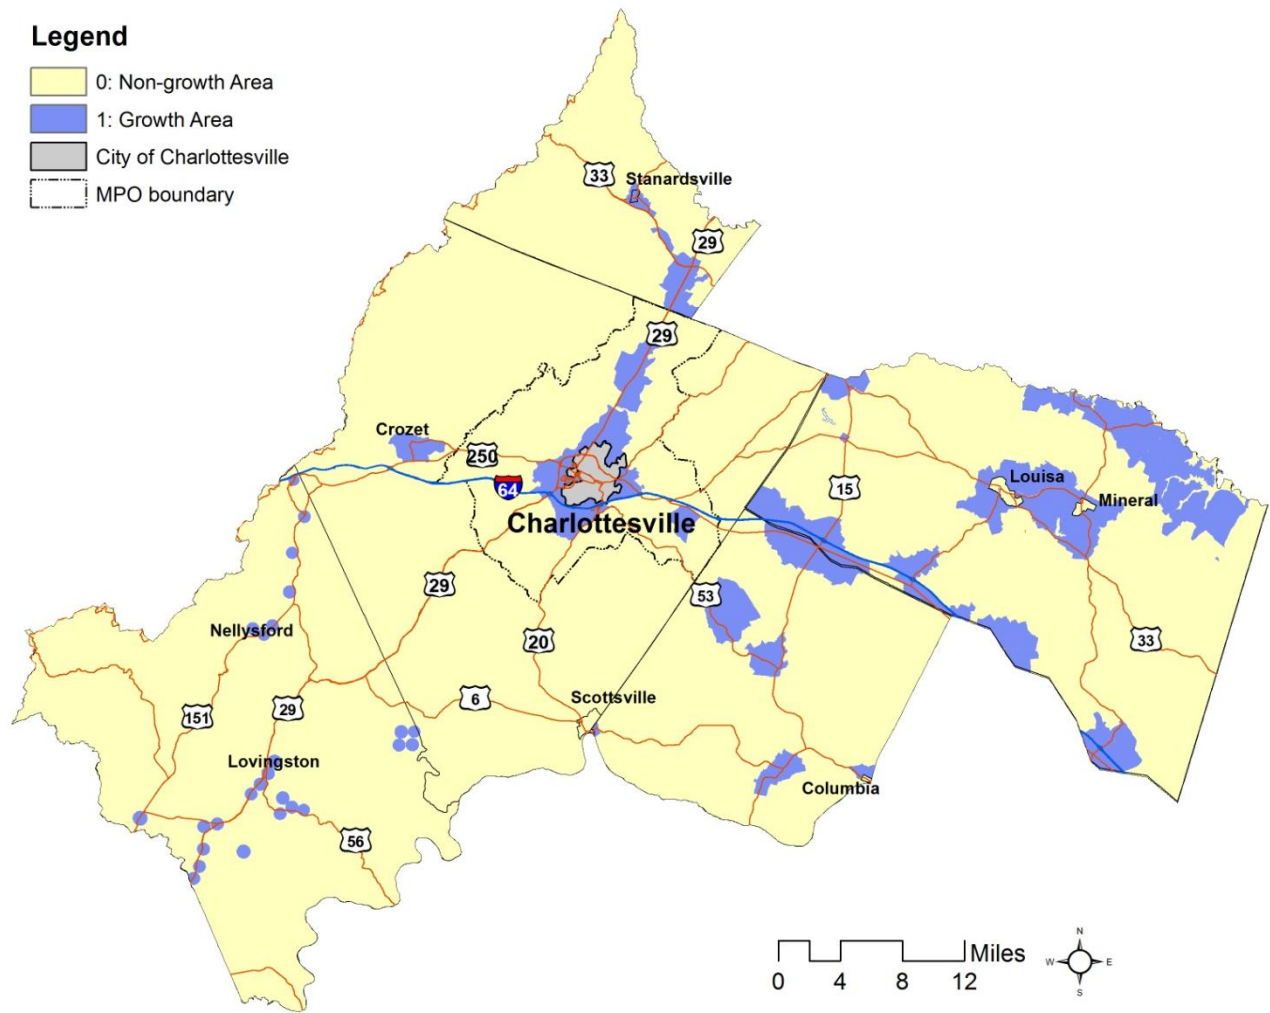 Legend
0: Non-growth Area
1: Growth Area
City of Charlottesville
MPO boundary
33
Stanardsville
29
29
Crozet
250
64
Charlottesville
15
Louisa
Mineral
29
53
Nellysford
20
33
151
29
6
Scottsville
Lovingston
Columbia
56
Miles
0 4 8 12
N
W E
S